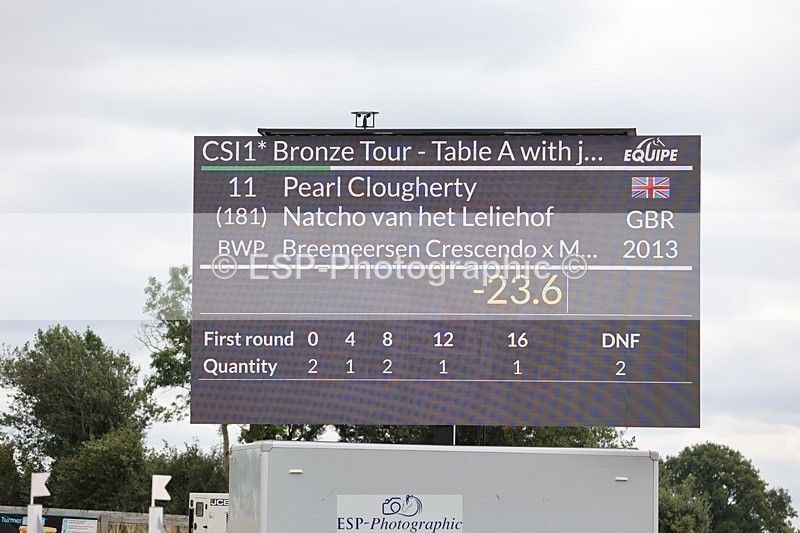 CSI1* Bronze Tour - Table A with j... EQUIPE
11 Pearl Clougherty
(181) Natcho van het Leliehof GBR
BWP Breemeersen Crescendo x M... 2013
© ESP-Photographic ©
-23.6
First round 0 4 8 12 16 DNF
Quantity 2 1 2 1 1 2
JCB
Turmer
ESP-Photographic